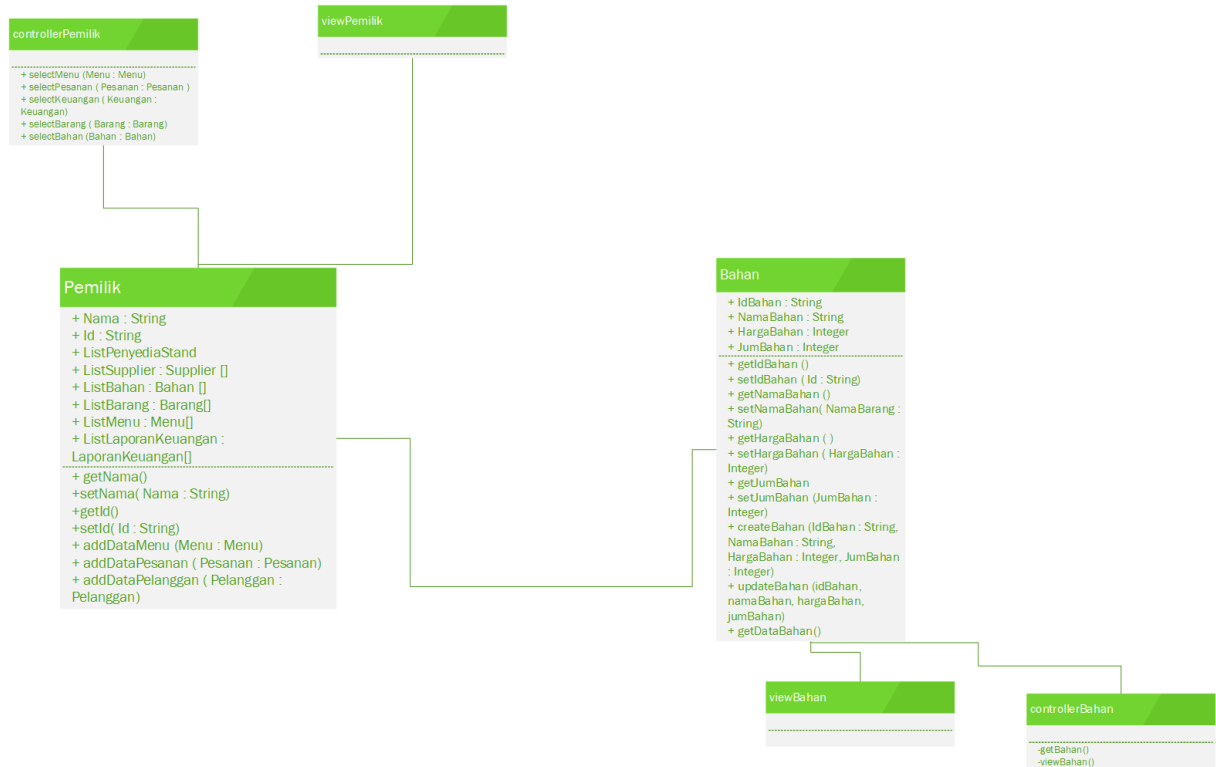 controllerPemilik
+ selectMenu (Menu : Menu)
+ selectPesanan ( Pesanan : Pesanan )
+ selectKeuangan ( Keuangan :
Keuangan)
+ selectBarang ( Barang : Barang)
+ selectBahan (Bahan : Bahan)
viewPemilik
Pemilik
+ Nama : String
+ Id : String
+ ListPenyediaStand
+ ListSupplier : Supplier []
+ ListBahan : Bahan []
+ ListBarang : Barang[]
+ ListMenu : Menu[]
+ ListLaporanKeuangan :
LaporanKeuangan[]
+ getNama()
+setNama( Nama : String)
+getId()
+setId( Id : String)
+ addDataMenu (Menu : Menu)
+ addDataPesanan ( Pesanan : Pesanan)
+ addDataPelanggan ( Pelanggan :
Pelanggan)
Bahan
+ IdBahan : String
+ NamaBahan : String
+ HargaBahan : Integer
+ JumBahan : Integer
+ getIdBahan ()
+ setIdBahan ( Id : String)
+ getNamaBahan ()
+ setNamaBahan( NamaBarang :
String)
+ getHargaBahan ( )
+ setHargaBahan ( HargaBahan :
Integer)
+ getJumBahan
+ setJumBahan (JumBahan :
Integer)
+ createBahan (IdBahan : String,
NamaBahan : String,
HargaBahan : Integer, JumBahan
: Integer)
+ updateBahan (idBahan,
namaBahan, hargaBahan,
jumBahan)
+ getDataBahan()
viewBahan
controllerBahan
-getBahan()
-viewBahan()